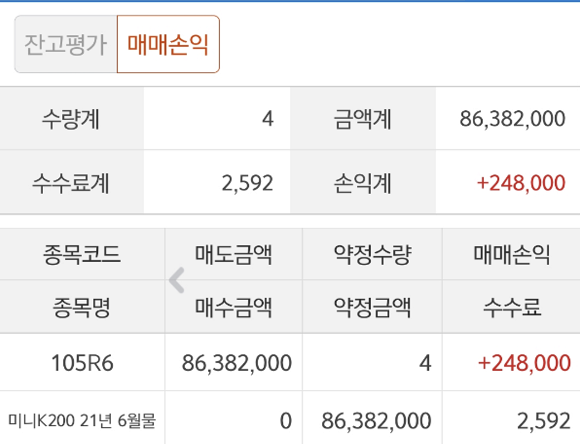 잔고평가 매매손익
수량계 4 금액계 86,382,000
수수료계 2,592 손익계 +248,000
종목코드 매도금액 약정수량 매매손익
종목명 매수금액 약정금액 수수료
105R6 86,382,000 4 +248,000
미니K200 21년 6월물 0 86,382,000 2,592